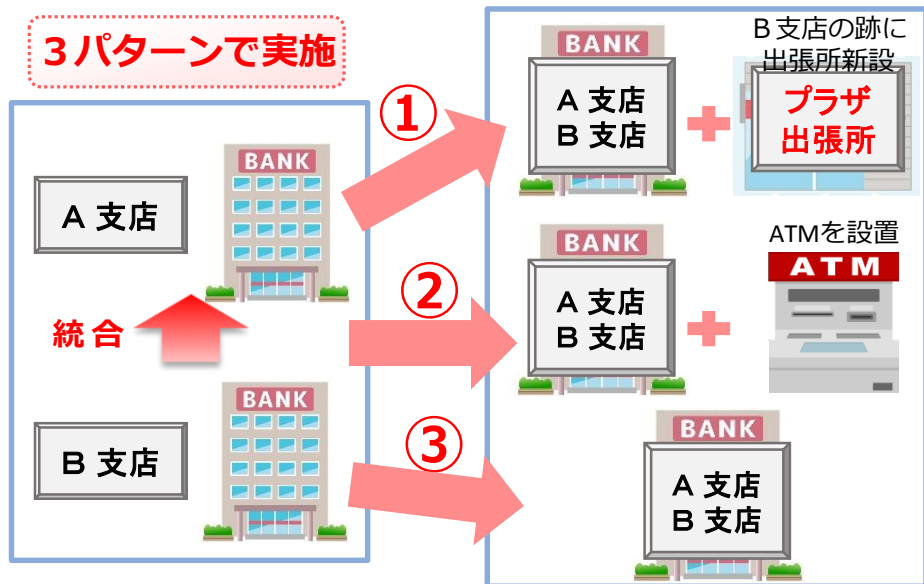 3パターンで実施
BANK
A 支店
統 合
BANK
B 支店
①
BANK
A 支店
B 支店
B支店の跡に
出張所新設
プラザ
出張所
②
BANK
A 支店
B 支店
ATMを設置
ATM
③
BANK
A 支店
B 支店